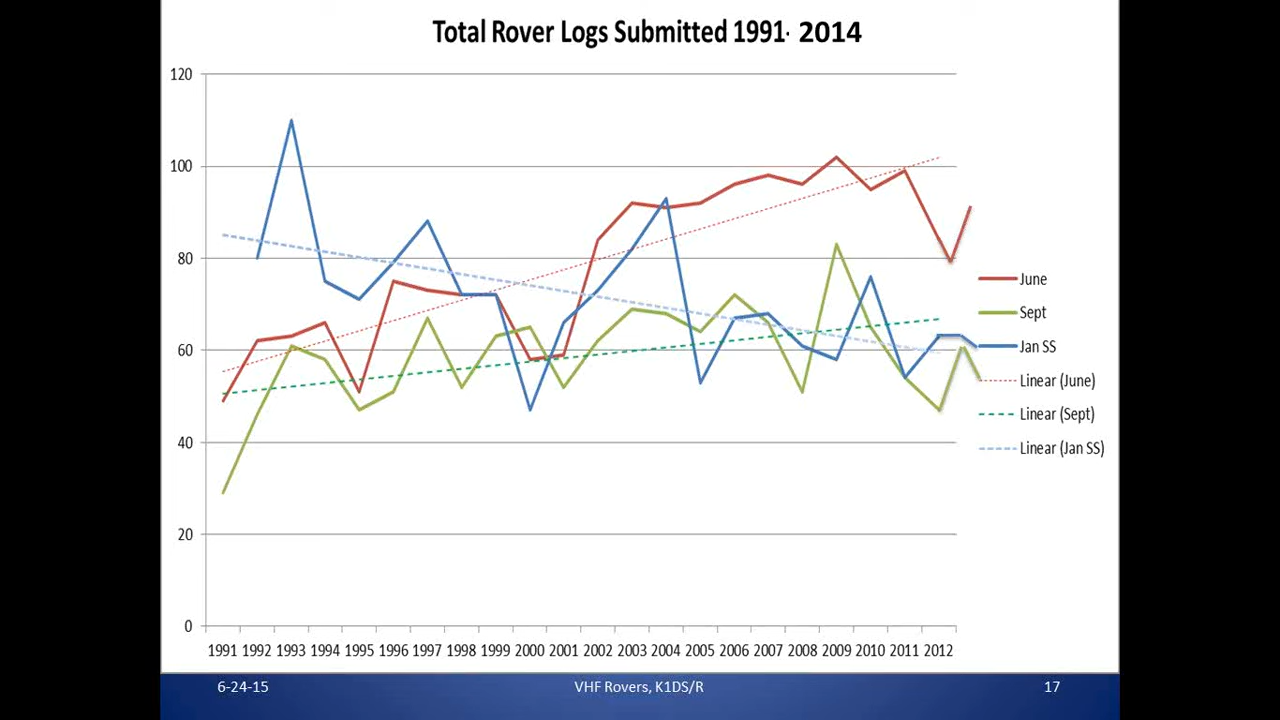 Total Rover Logs Submitted 1991- 2014
120
100
80
60
40
20
0
1991 1992 1993 1994 1995 1996 1997 1998 1999 2000 2001 2002 2003 2004 2005 2006 2007 2008 2009 2010 2011 2012
June
Sept
Jan SS
Linear (June)
Linear (Sept)
Linear (Jan SS)
6-24-15 VHF Rovers, K1DS/R 17